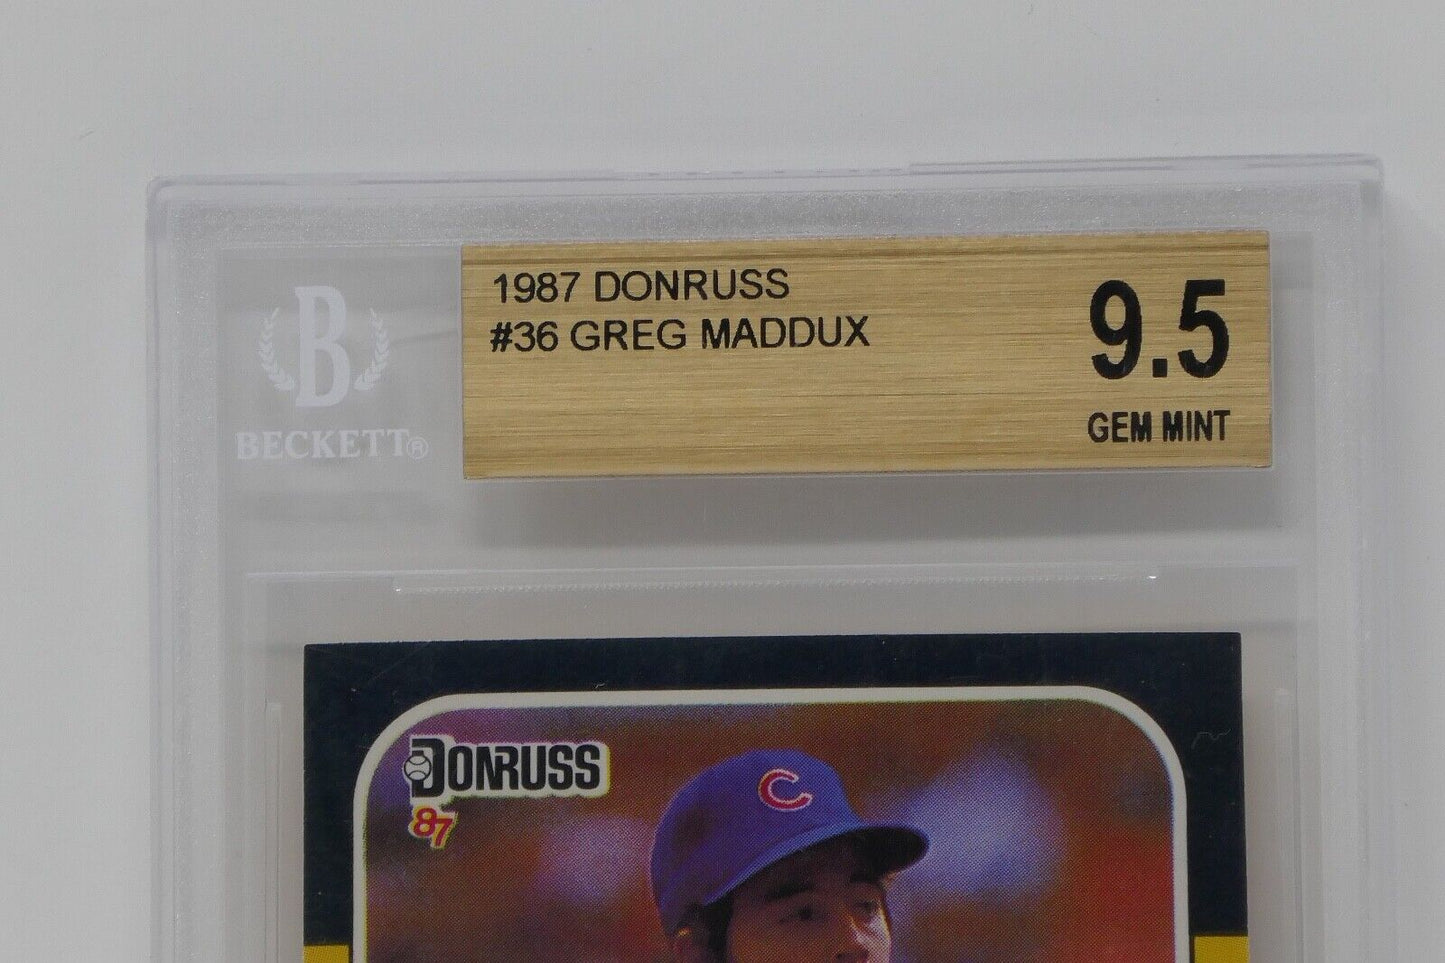 1987 DONRUSS
#36 GREG MADDUX
9.5
GEM MINT
B
BECKETT®
DONRUSS
87
C